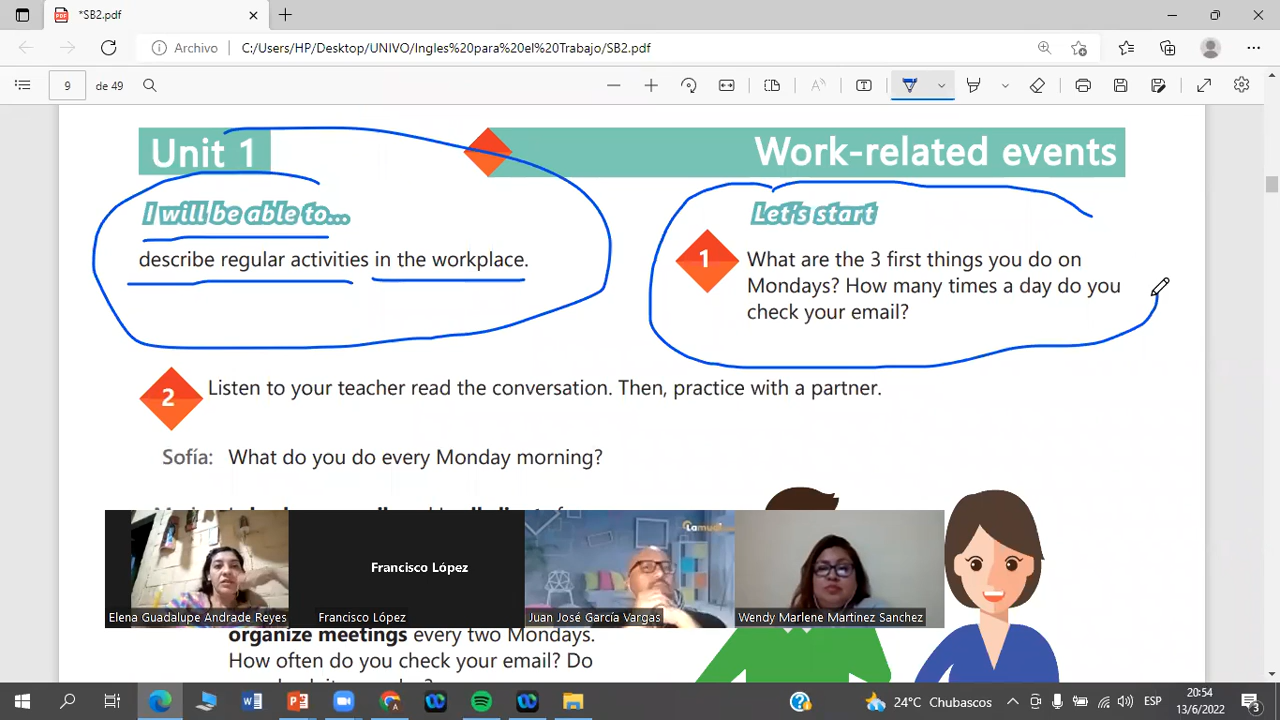 *SB2.pdf
Archivo
C:/Users/HP/Desktop/UNIVO/Ingles%20para%20el%20Trabajo/SB2.pdf
9 de 49
Unit 1
Work-related events
I will be able to...
describe regular activities in the workplace.
Let's start
1
What are the 3 first things you do on
Mondays? How many times a day do you
check your email?
2
Listen to your teacher read the conversation. Then, practice with a partner.
Sofía: What do you do every Monday morning?
Francisco López
Elena Guadalupe Andrade Reyes
Francisco López
Juan José García Vargas
Wendy Marlene Martinez Sanchez
organize meetings every two Mondays.
How often do you check your email? Do
24°C Chubascos
ESP
20:54
13/6/2022